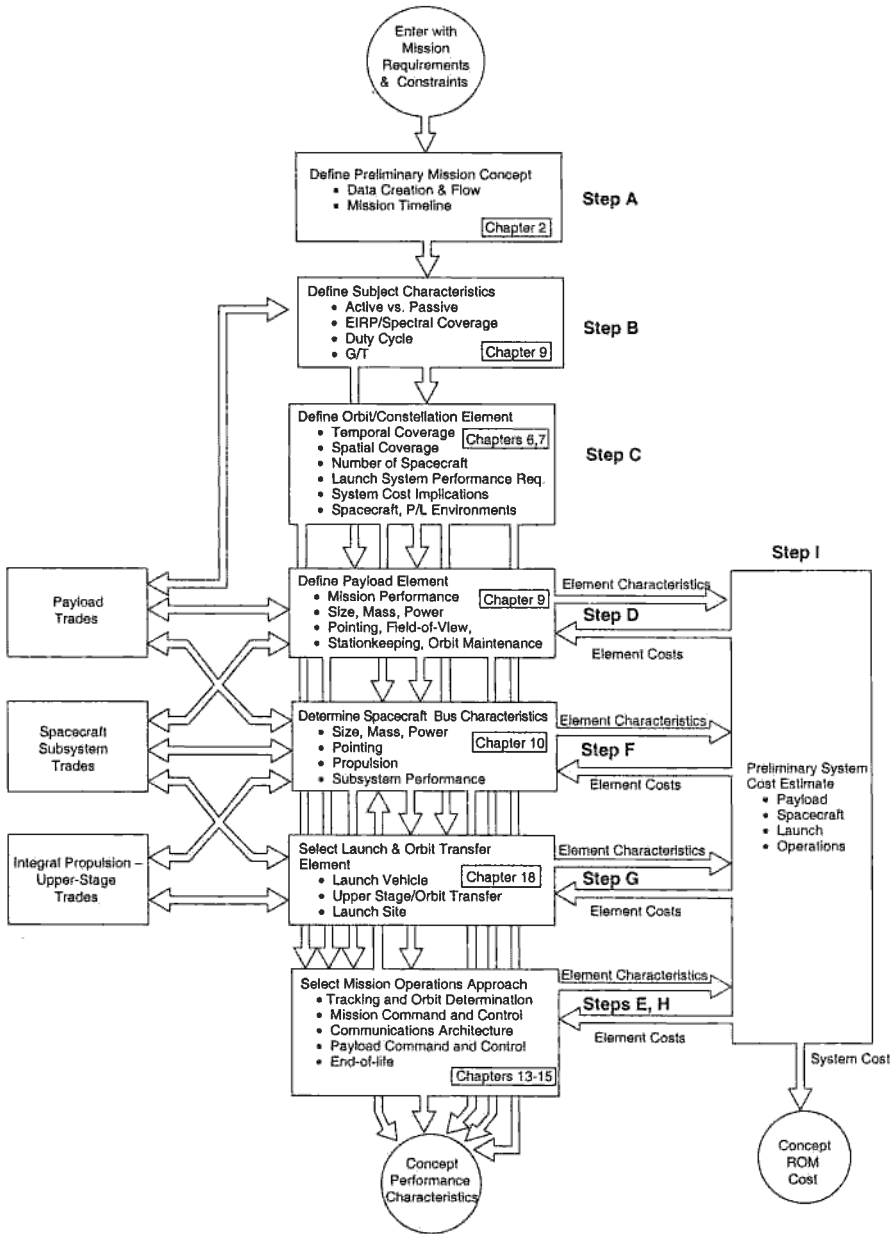 Enter with
Mission
Requirements
& Constraints
Define Preliminary Mission Concept
• Data Creation & Flow
• Mission Timeline
Chapter 2
Step A
Define Subject Characteristics
• Active vs. Passive
• EIRP/Spectral Coverage
• Duty Cycle
• G/T
Chapter 9
Step B
Define Orbit/Constellation Element
• Temporal Coverage
• Spatial Coverage
• Number of Spacecraft
• Launch System Performance Req.
• System Cost Implications
• Spacecraft, P/L Environments
Chapters 6,7
Step C
Payload
Trades
Define Payload Element
• Mission Performance
• Size, Mass, Power
• Pointing, Field-of-View,
• Stationkeeping, Orbit Maintenance
Chapter 9
Element Characteristics
Step D
Element Costs
Spacecraft
Subsystem
Trades
Determine Spacecraft Bus Characteristics
• Size, Mass, Power
• Pointing
• Propulsion
• Subsystem Performance
Chapter 10
Element Characteristics
Step F
Element Costs
Integral Propulsion –
Upper-Stage
Trades
Select Launch & Orbit Transfer
Element
• Launch Vehicle
• Upper Stage/Orbit Transfer
• Launch Site
Chapter 18
Element Characteristics
Step G
Element Costs
Select Mission Operations Approach
• Tracking and Orbit Determination
• Mission Command and Control
• Communications Architecture
• Payload Command and Control
• End-of-life
Chapters 13-15
Element Characteristics
Steps E, H
Element Costs
Step I
Preliminary System
Cost Estimate
• Payload
• Spacecraft
• Launch
• Operations
System Cost
Concept
Performance
Characteristics
Concept
ROM
Cost